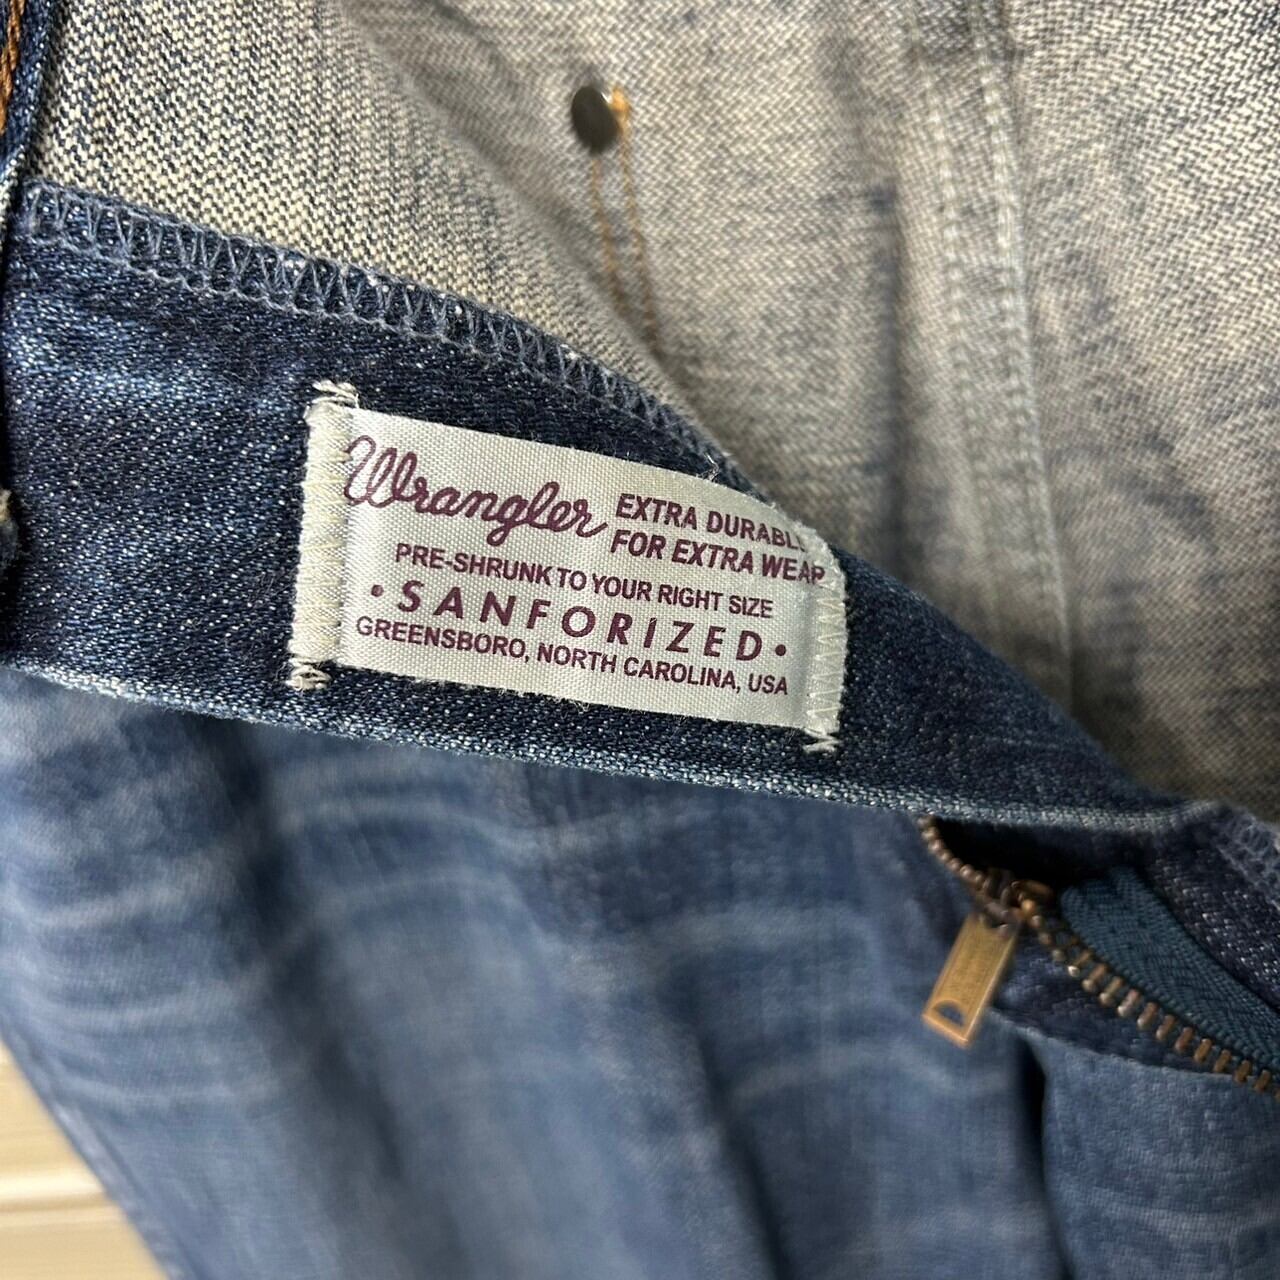 Wrangler EXTRA DURABLE
FOR EXTRA WEAR
PRE-SHRUNK TO YOUR RIGHT SIZE
• SANFORIZED •
GREENSBORO, NORTH CAROLINA, USA